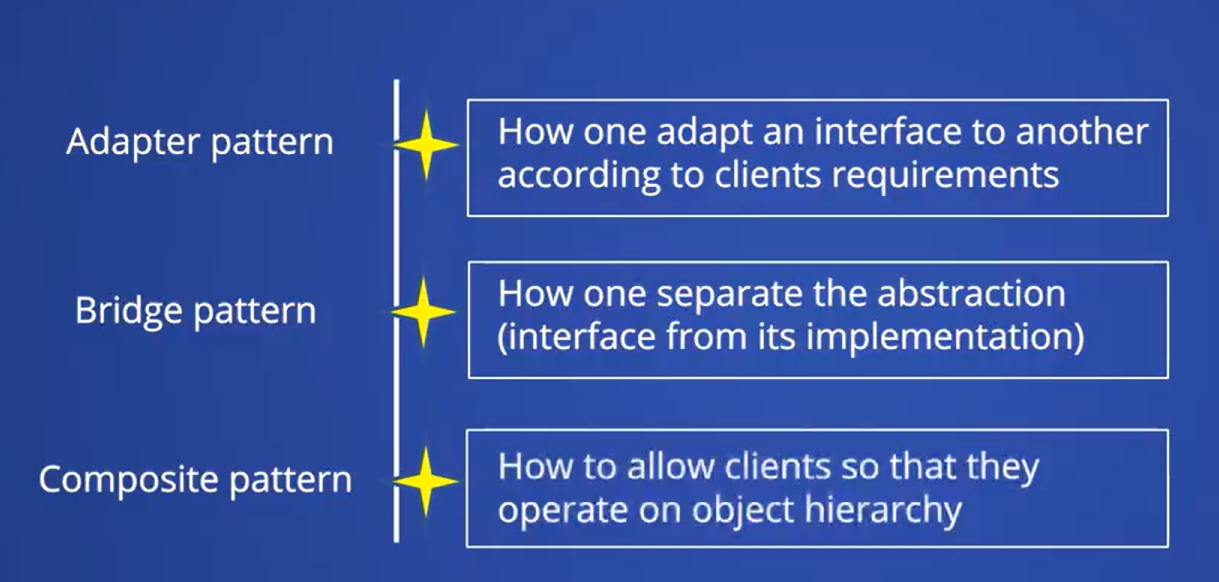 Adapter pattern
How one adapt an interface to another
according to clients requirements
Bridge pattern
How one separate the abstraction
(interface from its implementation)
Composite pattern
How to allow clients so that they
operate on object hierarchy